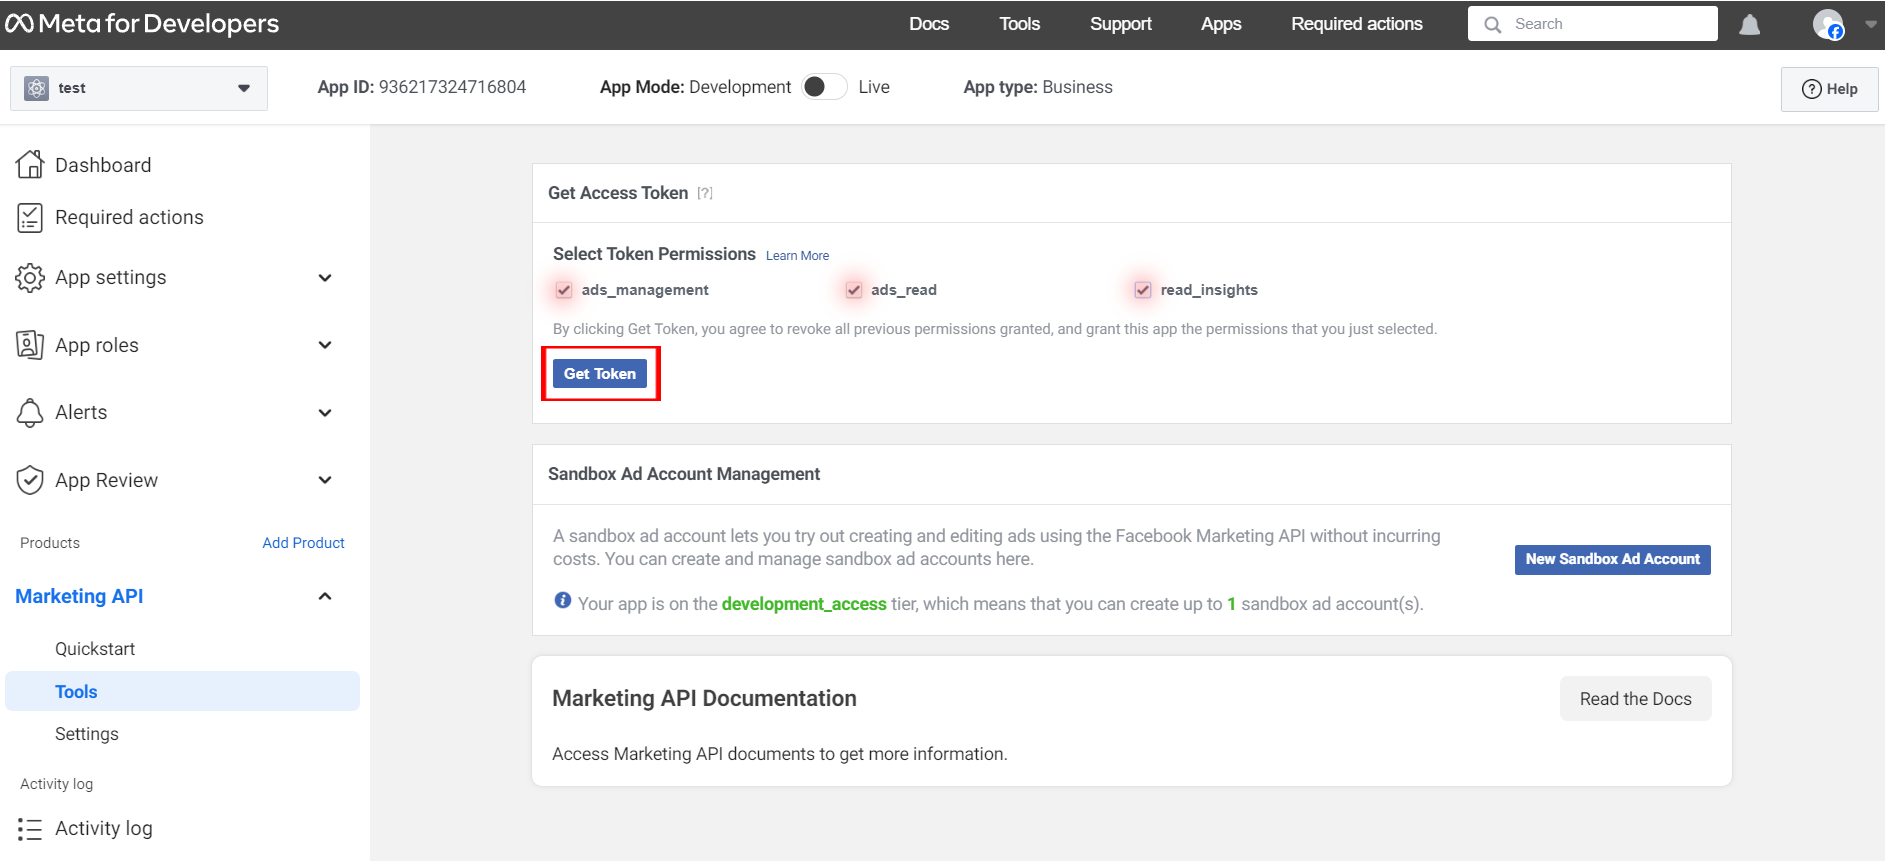 Meta for Developers
Docs
Tools
Support
Apps
Required actions
Search
test
App ID: 936217324716804
App Mode: Development
Live
App type: Business
Help
Dashboard
Required actions
App settings
App roles
Alerts
App Review
Products
Add Product
Marketing API
Quickstart
Tools
Settings
Activity log
Activity log
Get Access Token [?]
Select Token Permissions Learn More
ads_management
ads_read
read_insights
By clicking Get Token, you agree to revoke all previous permissions granted, and grant this app the permissions that you just selected.
Get Token
Sandbox Ad Account Management
A sandbox ad account lets you try out creating and editing ads using the Facebook Marketing API without incurring
costs. You can create and manage sandbox ad accounts here.
New Sandbox Ad Account
Your app is on the development_access tier, which means that you can create up to 1 sandbox ad account(s).
Marketing API Documentation
Read the Docs
Access Marketing API documents to get more information.